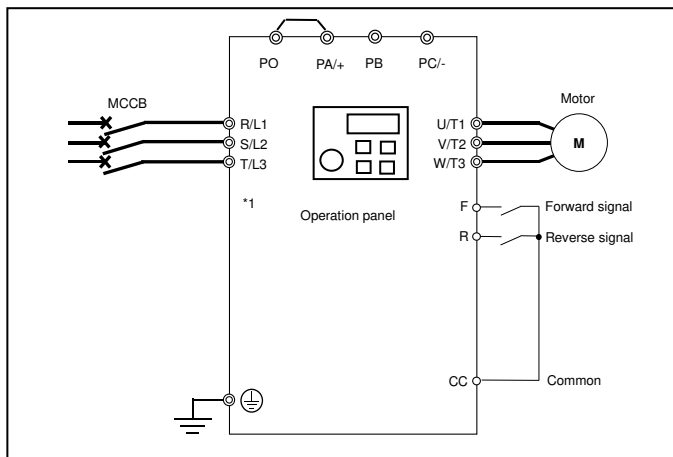 PO PA/+ PB PC/-
MCCB
Motor
R/L1
S/L2
T/L3
U/T1
V/T2
W/T3
M
*1
Operation panel
F Forward signal
R Reverse signal
CC Common